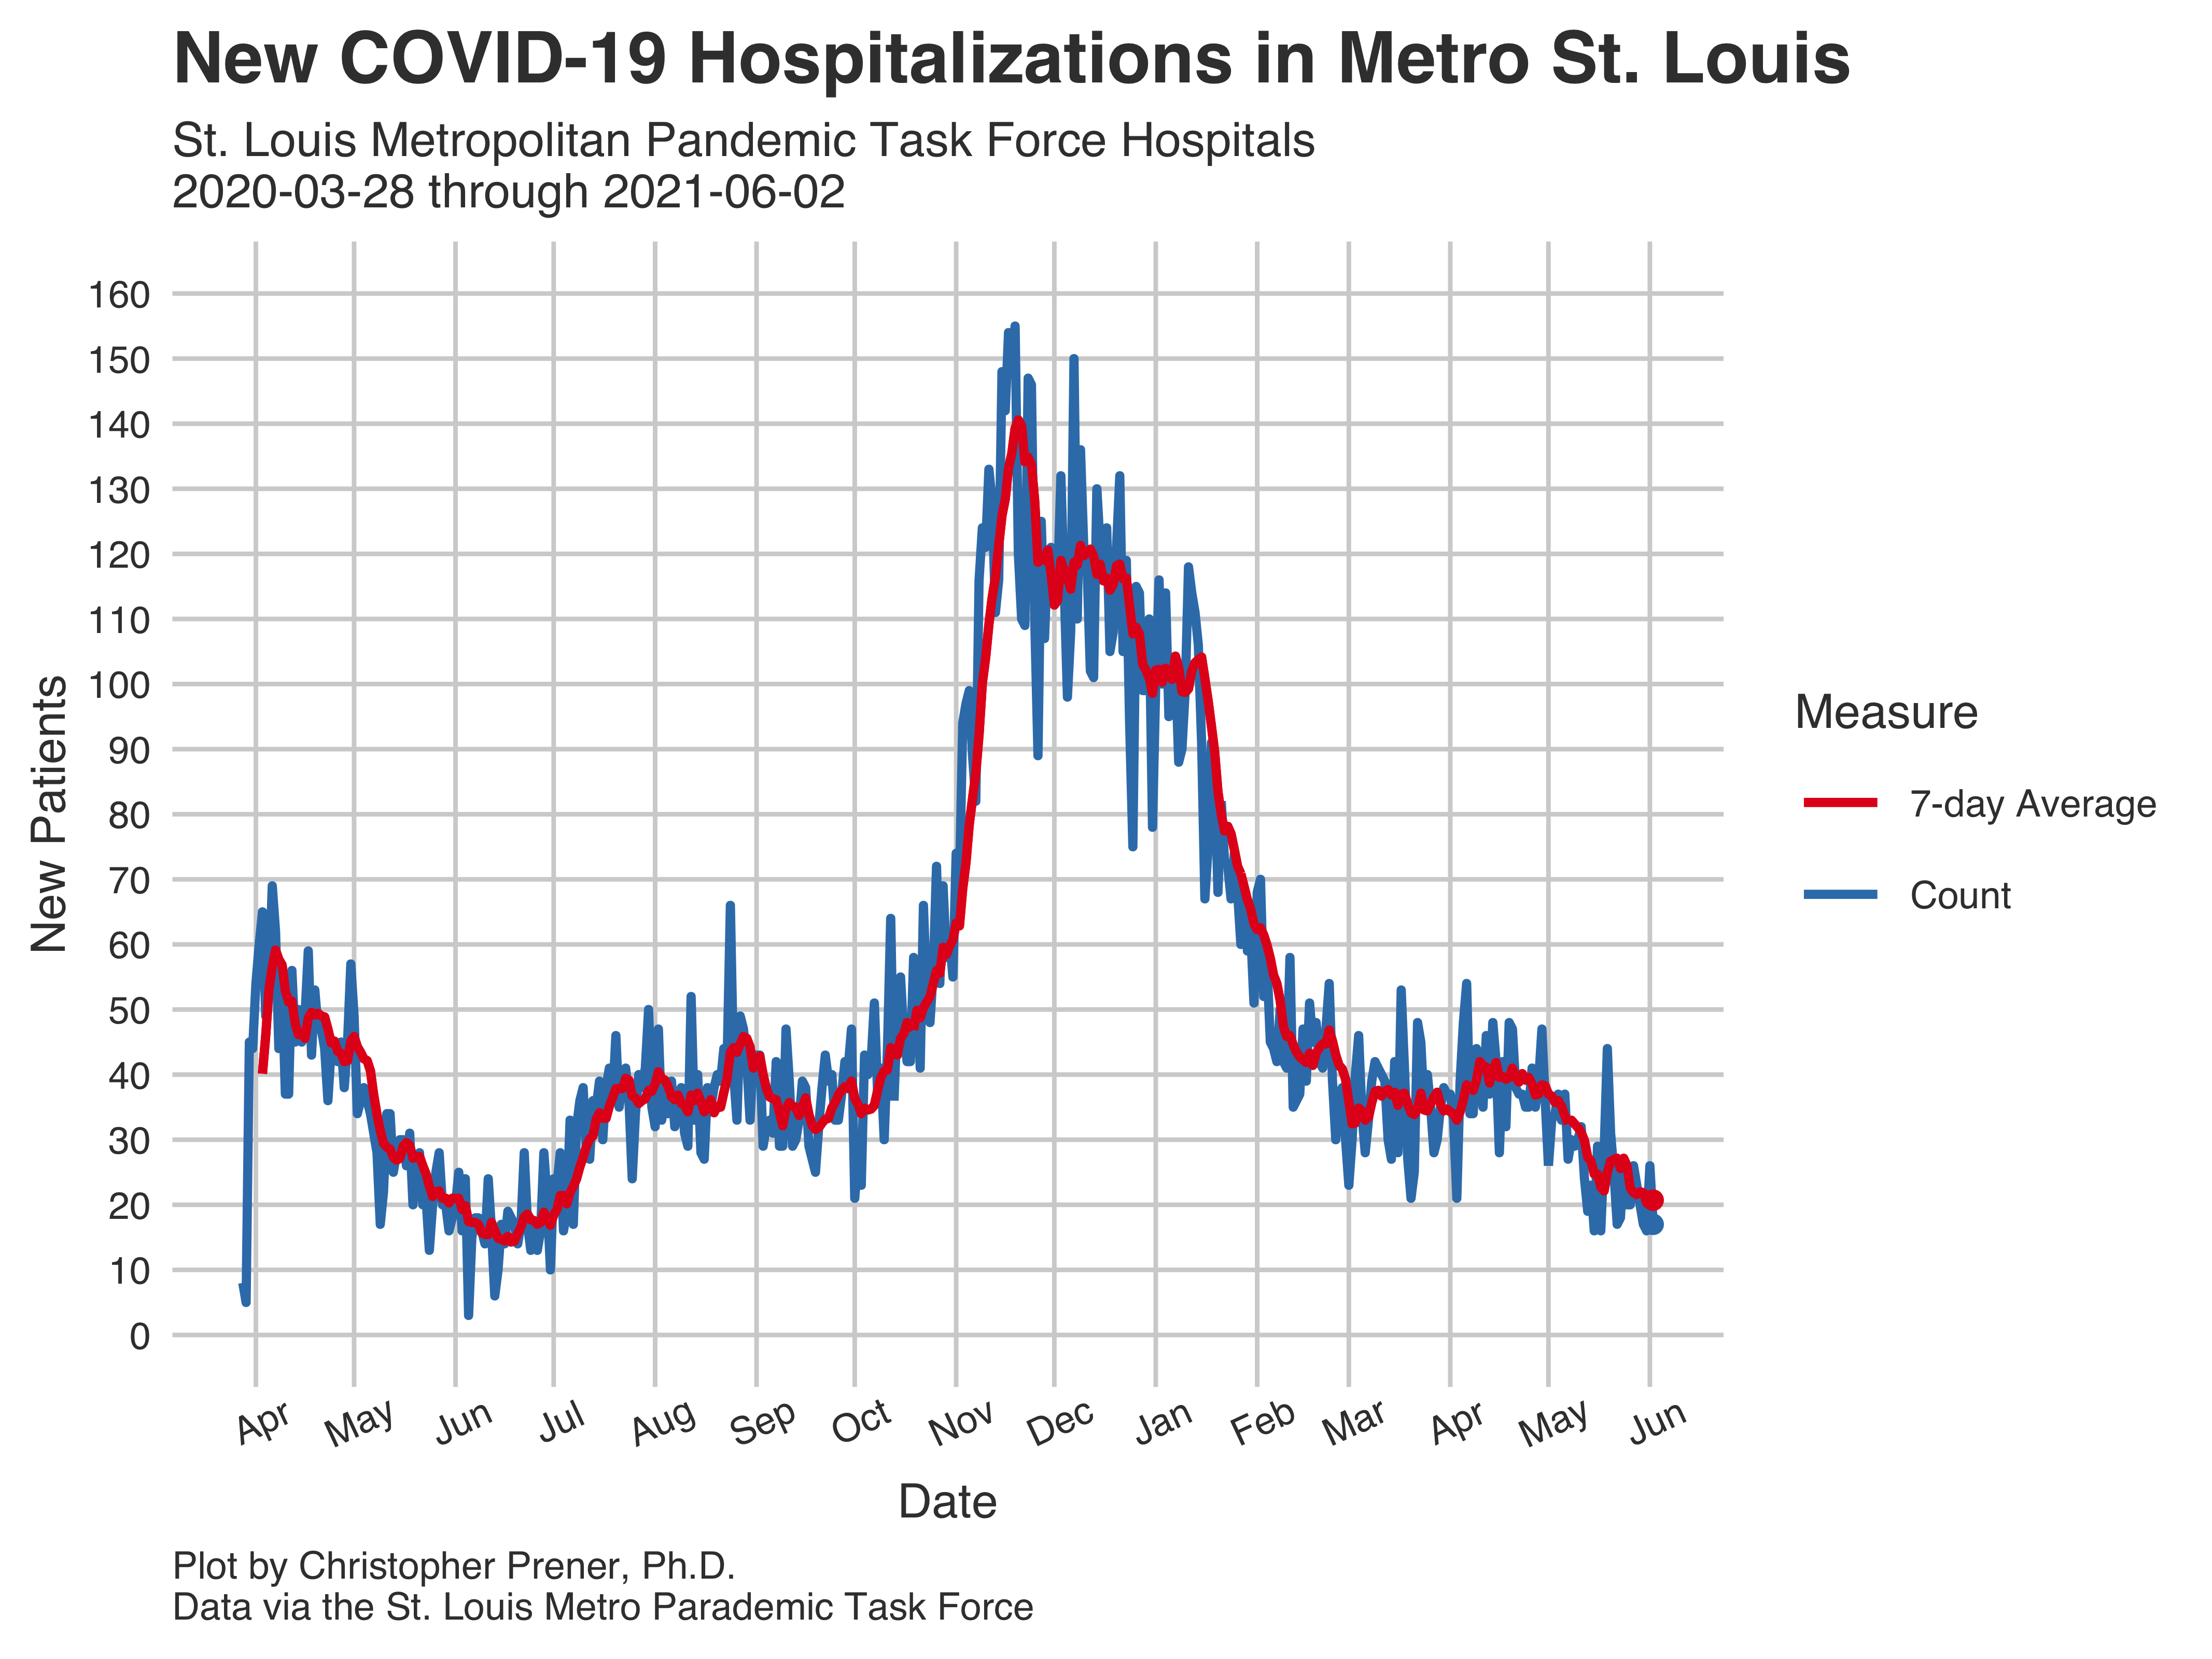 New COVID-19 Hospitalizations in Metro St. Louis
St. Louis Metropolitan Pandemic Task Force Hospitals
2020-03-28 through 2021-06-02
160
150
140
130
120
110
100
90
80
70
60
50
40
30
20
10
0
New Patients
Apr
May
Jun
Jul
Aug
Sep
Oct
Nov
Dec
Jan
Feb
Mar
Apr
May
Jun
Date
Measure
7-day Average
Count
Plot by Christopher Prener, Ph.D.
Data via the St. Louis Metro Parademic Task Force